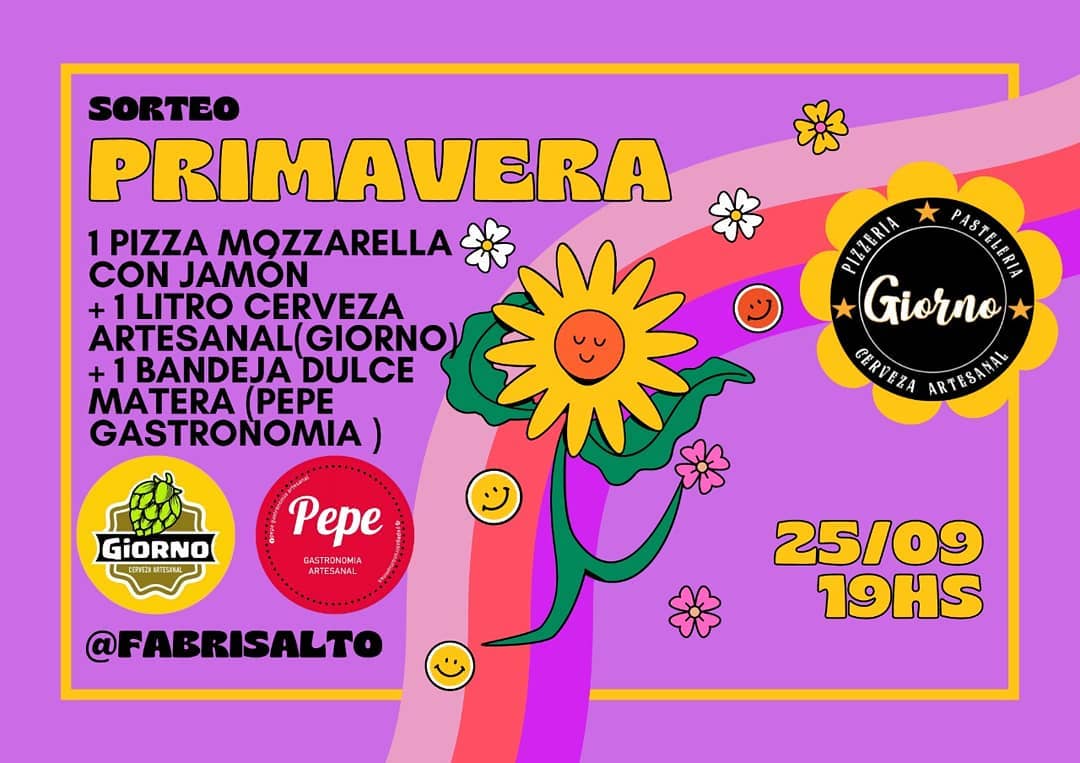 SORTEO
PRIMAVERA
1 PIZZA MOZZARELLA
CON JAMÓN
+ 1 LITRO CERVEZA
ARTESANAL(GIORNO)
+ 1 BANDEJA DULCE
MATERA (PEPE
GASTRONOMIA )
PIZZERIA ★ PASTELERIA
Giorno
CERVEZA ARTESANAL
GiORNO
CERVEZA ARTESANAL
Pepe
GASTRONOMIA
ARTESANAL
25/09
19HS
@FABRISALTO